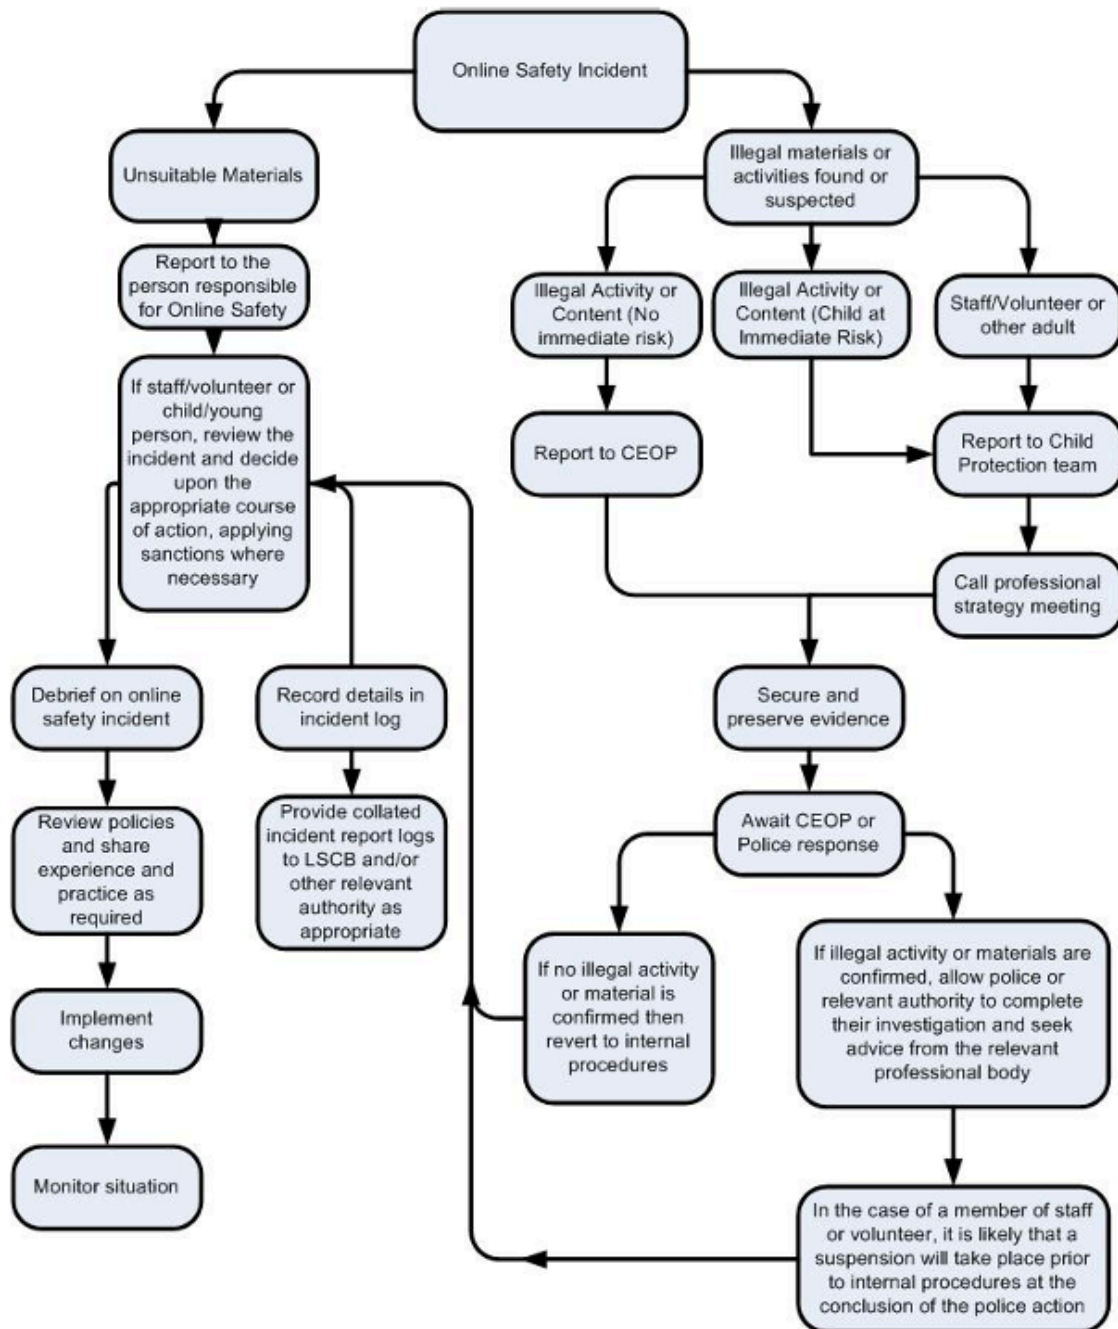 Online Safety Incident
Unsuitable Materials
Report to the
person responsible
for Online Safety
If staff/volunteer or
child/young
person, review the
incident and decide
upon the
appropriate course
of action, applying
sanctions where
necessary
Debrief on online
safety incident
Review policies
and share
experience and
practice as
required
Implement
changes
Monitor situation
Record details in
incident log
Provide collated
incident report logs
to LSCB and/or
other relevant
authority as
appropriate
Illegal materials or
activities found or
suspected
Illegal Activity or
Content (No
immediate risk)
Report to CEOP
Illegal Activity or
Content (Child at
Immediate Risk)
Staff/Volunteer or
other adult
Report to Child
Protection team
Call professional
strategy meeting
Secure and
preserve evidence
Await CEOP or
Police response
If no illegal activity
or material is
confirmed then
revert to internal
procedures
If illegal activity or materials are
confirmed, allow police or
relevant authority to complete
their investigation and seek
advice from the relevant
professional body
In the case of a member of staff
or volunteer, it is likely that a
suspension will take place prior
to internal procedures at the
conclusion of the police action